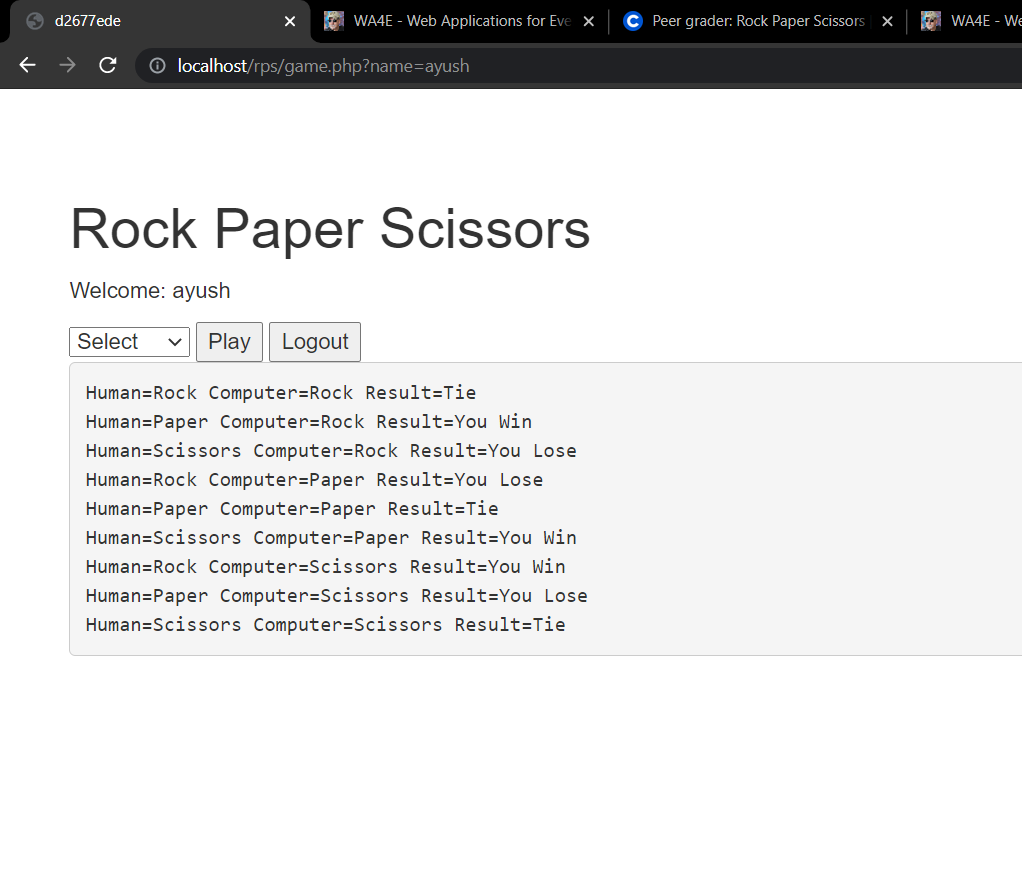 d2677ede
WA4E - Web Applications for Eve
Peer grader: Rock Paper Scissors
WA4E - We
localhost/rps/game.php?name=ayush
Rock Paper Scissors
Welcome: ayush
Select Play Logout
Human=Rock Computer=Rock Result=Tie
Human=Paper Computer=Rock Result=You Win
Human=Scissors Computer=Rock Result=You Lose
Human=Rock Computer=Paper Result=You Lose
Human=Paper Computer=Paper Result=Tie
Human=Scissors Computer=Paper Result=You Win
Human=Rock Computer=Scissors Result=You Win
Human=Paper Computer=Scissors Result=You Lose
Human=Scissors Computer=Scissors Result=Tie